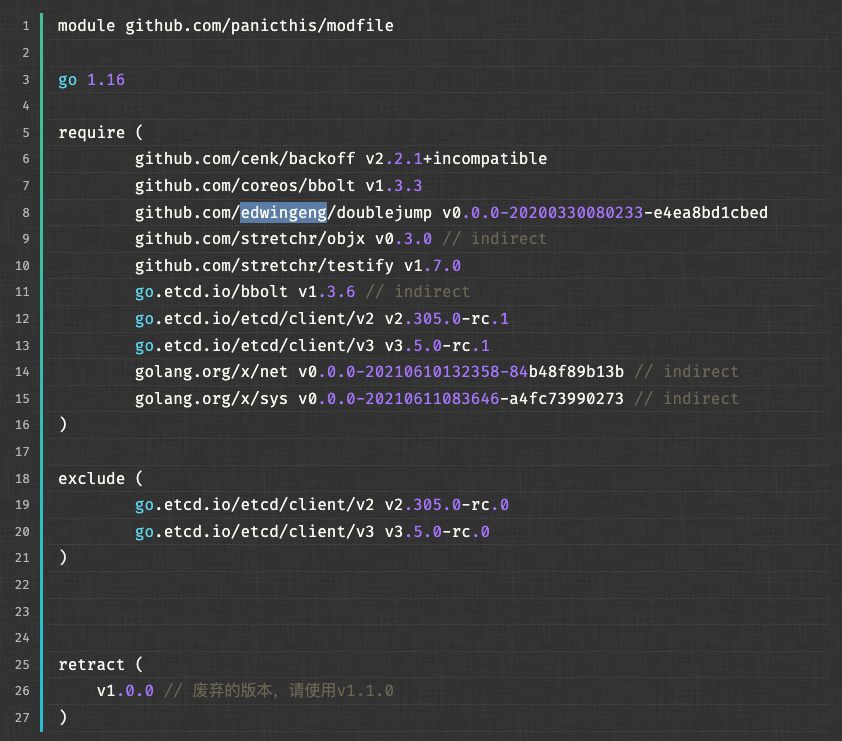 1 module github.com/panicthis/modfile
2
3 go 1.16
4
5 require (
6 github.com/cenk/backoff v2.2.1+incompatible
7 github.com/coreos/bbolt v1.3.3
8 github.com/edwingeng/doublejump v0.0.0-20200330080233-e4ea8bd1cbed
9 github.com/stretchr/objx v0.3.0 // indirect
10 github.com/stretchr/testify v1.7.0
11 go.etcd.io/bbolt v1.3.6 // indirect
12 go.etcd.io/etcd/client/v2 v2.305.0-rc.1
13 go.etcd.io/etcd/client/v3 v3.5.0-rc.1
14 golang.org/x/net v0.0.0-20210610132358-84b48f89b13b // indirect
15 golang.org/x/sys v0.0.0-20210611083646-a4fc73990273 // indirect
16 )
17
18 exclude (
19 go.etcd.io/etcd/client/v2 v2.305.0-rc.0
20 go.etcd.io/etcd/client/v3 v3.5.0-rc.0
21 )
22
23
24
25 retract (
26 v1.0.0 // 废弃的版本，请使用v1.1.0
27 )